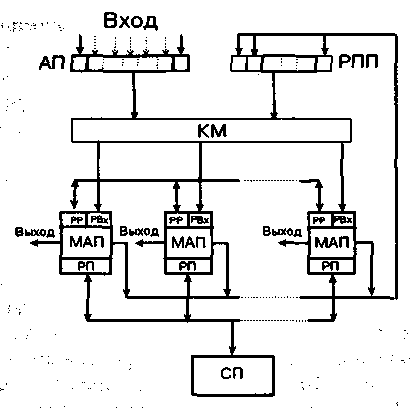 Вход
АП РПП
КМ
РР РВх РР РВх РР РВх
Выход МАП Выход МАП Выход МАП
РП РП РП
СП